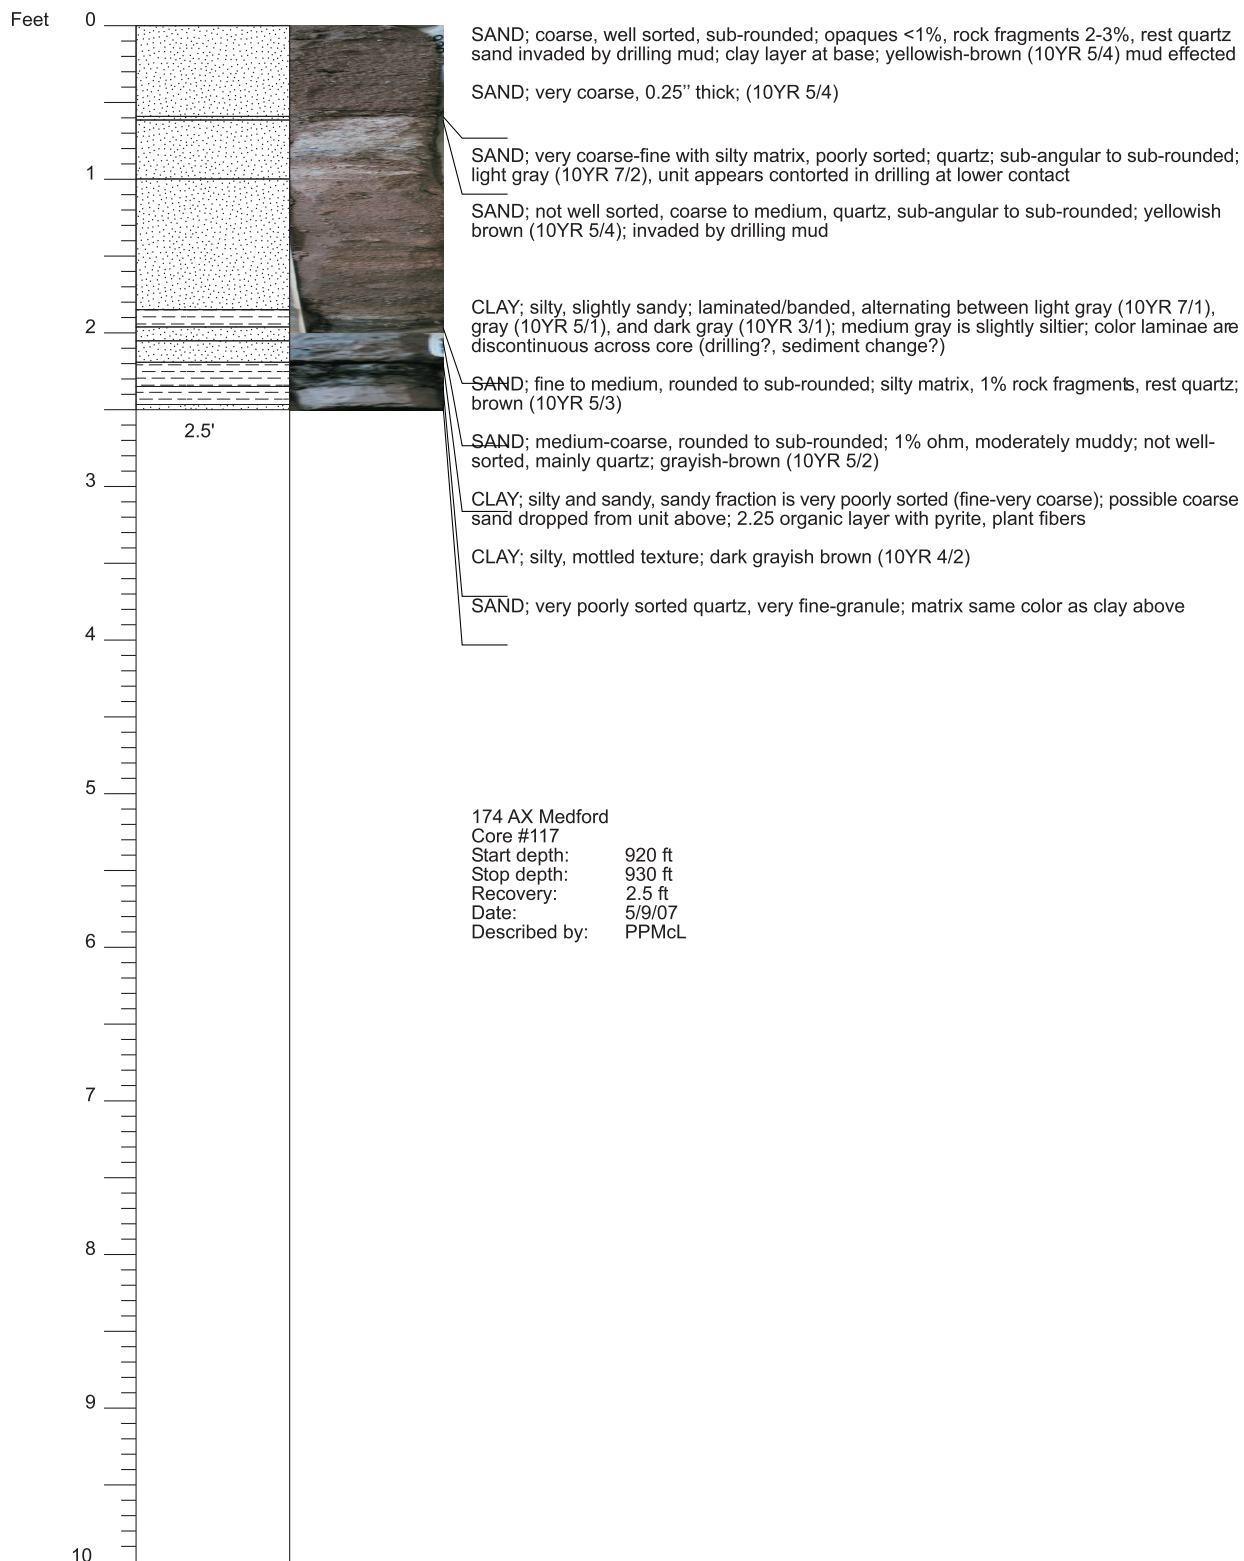 Feet
0
SAND; coarse, well sorted, sub-rounded; opaques <1%, rock fragments 2-3%, rest quartz
sand invaded by drilling mud; clay layer at base; yellowish-brown (10YR 5/4) mud effected
SAND; very coarse, 0.25’’ thick; (10YR 5/4)
SAND; very coarse-fine with silty matrix, poorly sorted; quartz; sub-angular to sub-rounded;
light gray (10YR 7/2), unit appears contorted in drilling at lower contact
1
SAND; not well sorted, coarse to medium, quartz, sub-angular to sub-rounded; yellowish
brown (10YR 5/4); invaded by drilling mud
CLAY; silty, slightly sandy; laminated/banded, alternating between light gray (10YR 7/1),
gray (10YR 5/1), and dark gray (10YR 3/1); medium gray is slightly siltier; color laminae are
discontinuous across core (drilling?, sediment change?)
2
SAND; fine to medium, rounded to sub-rounded; silty matrix, 1% rock fragments, rest quartz;
brown (10YR 5/3)
2.5'
SAND; medium-coarse, rounded to sub-rounded; 1% ohm, moderately muddy; not well-
sorted, mainly quartz; grayish-brown (10YR 5/2)
3
CLAY; silty and sandy, sandy fraction is very poorly sorted (fine-very coarse); possible coarse
sand dropped from unit above; 2.25 organic layer with pyrite, plant fibers
CLAY; silty, mottled texture; dark grayish brown (10YR 4/2)
SAND; very poorly sorted quartz, very fine-granule; matrix same color as clay above
4
5
174 AX Medford
Core #117
Start depth: 920 ft
Stop depth: 930 ft
Recovery: 2.5 ft
Date: 5/9/07
Described by: PPMcL
6
7
8
9
10